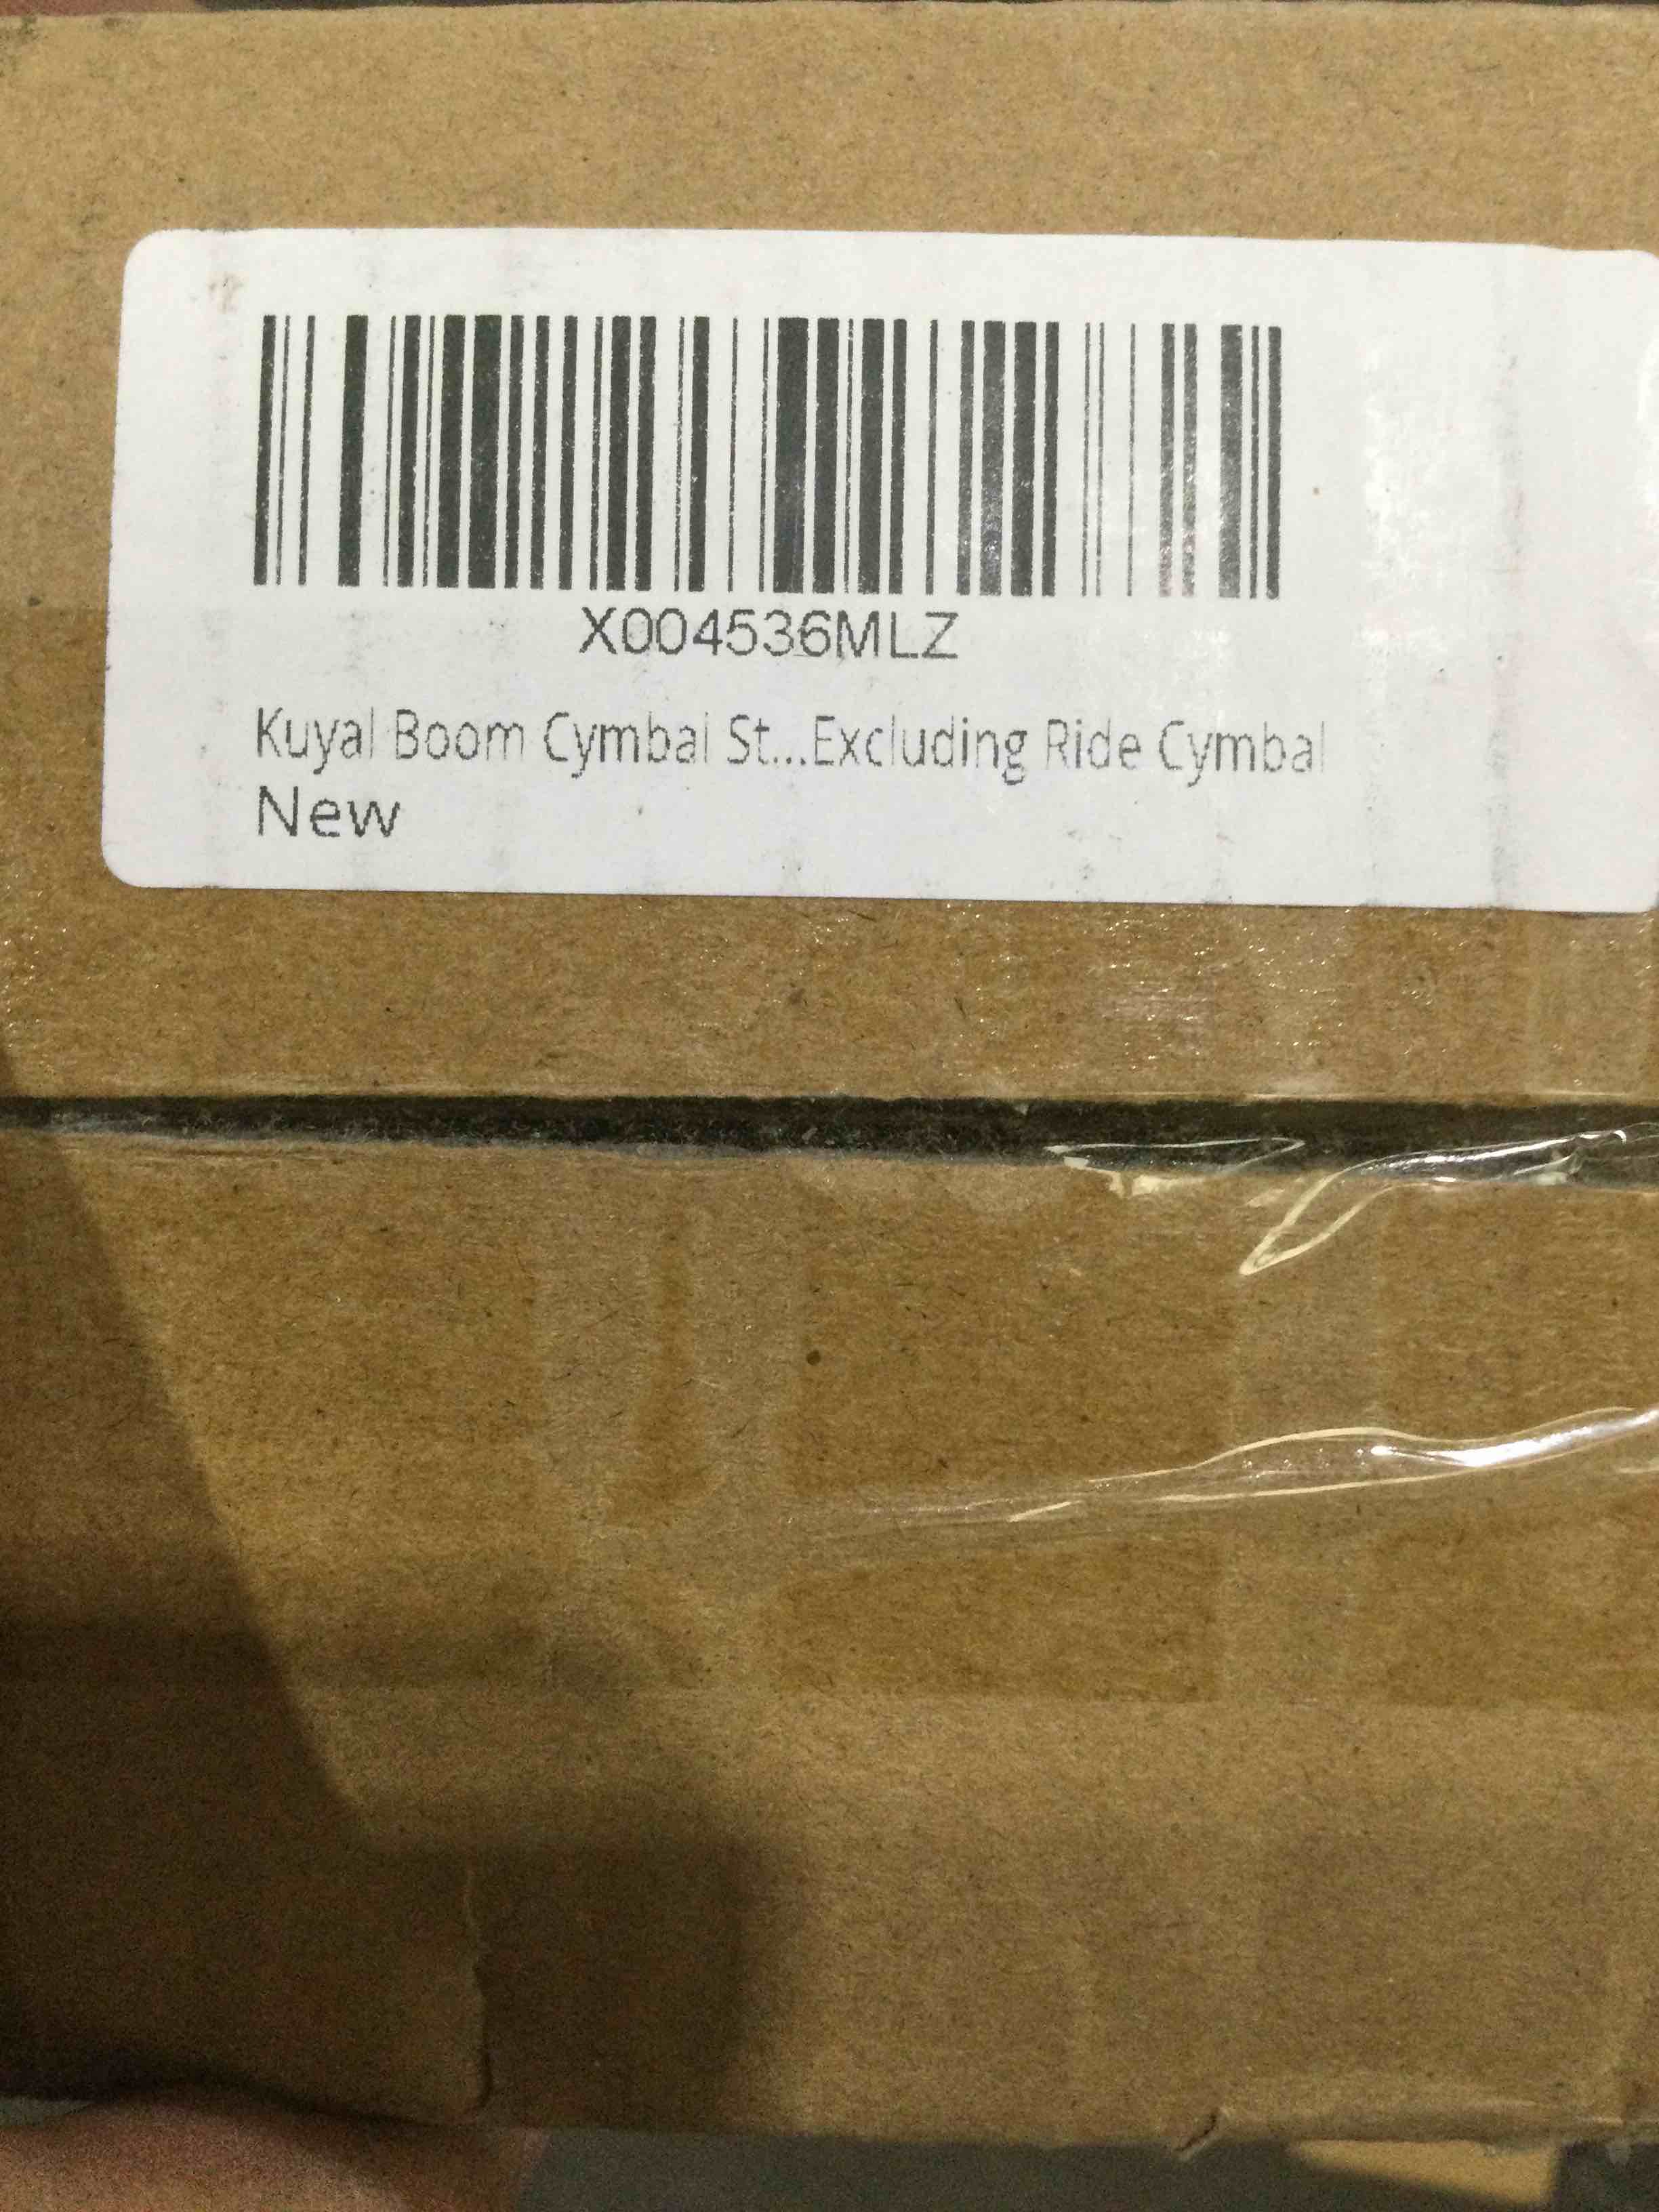 X004536MLZ
Kuyal Boom Cymbal St...Excluding Ride Cymbal
New